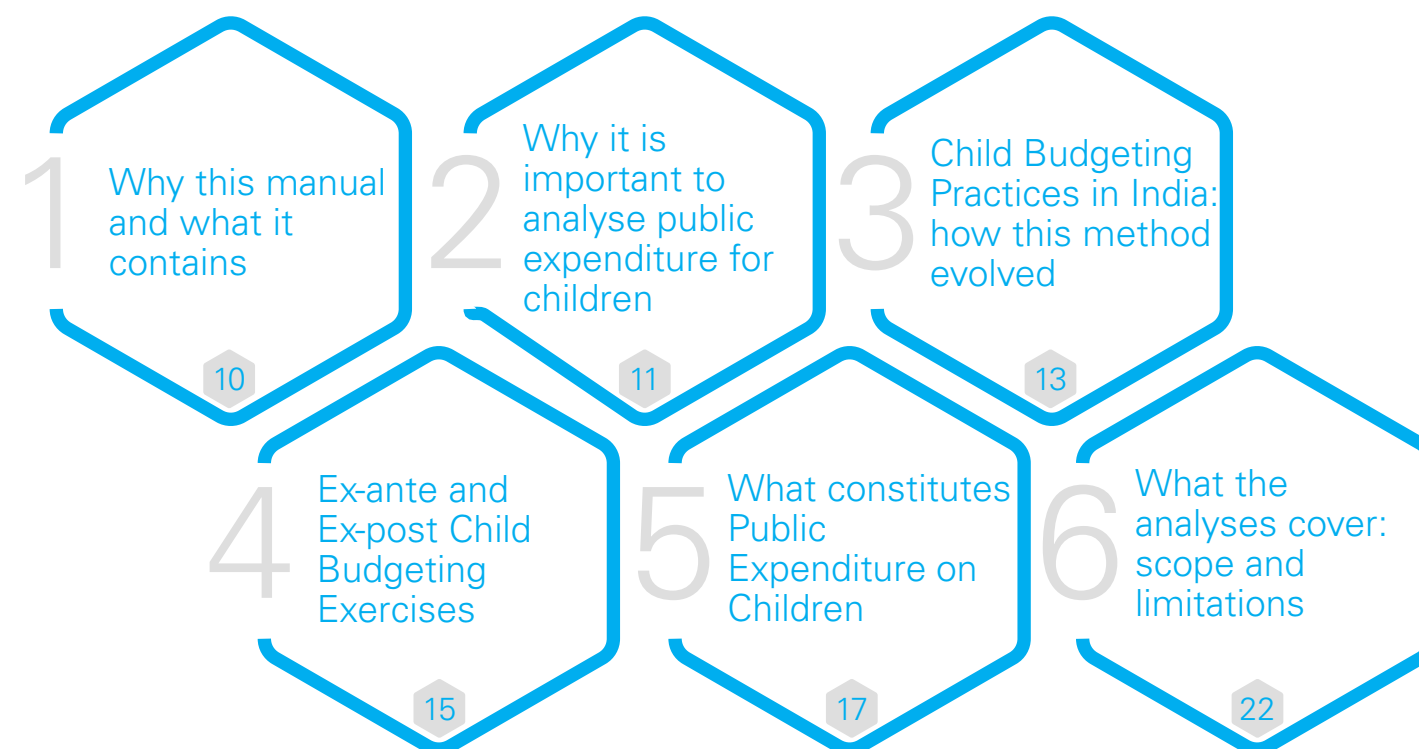 1
Why this manual
and what it
contains
10
2
Why it is
important to
analyse public
expenditure for
children
11
3
Child Budgeting
Practices in India:
how this method
evolved
13
4
Ex-ante and
Ex-post Child
Budgeting
Exercises
15
5
What constitutes
Public
Expenditure on
Children
17
6
What the
analyses cover:
scope and
limitations
22